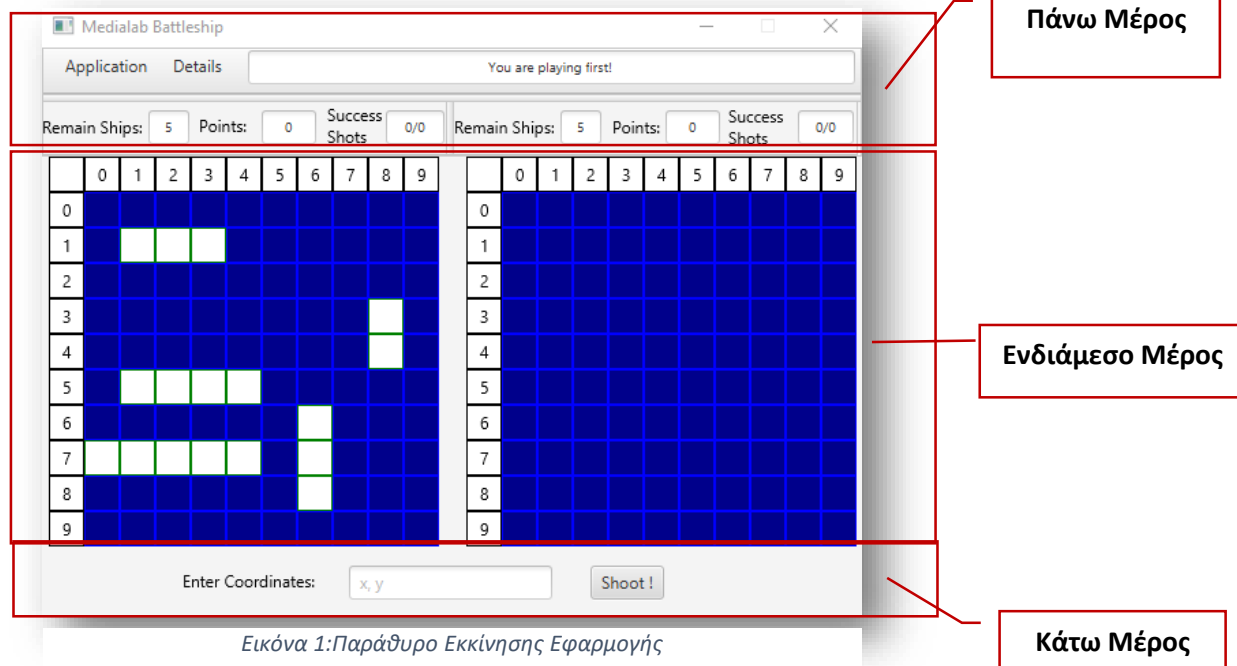 Πάνω Μέρος
Medialab Battleship
Application Details You are playing first!
Remain Ships: 5 Points: 0 Success Shots 0/0 Remain Ships: 5 Points: 0 Success Shots 0/0
0 1 2 3 4 5 6 7 8 9 0 1 2 3 4 5 6 7 8 9
0 0
1 1
2 2
3 3
4 4
Ενδιάμεσο Μέρος
5 5
6 6
7 7
8 8
9 9
Enter Coordinates: x, y Shoot !
Εικόνα 1:Παράθυρο Εκκίνησης Εφαρμογής
Κάτω Μέρος